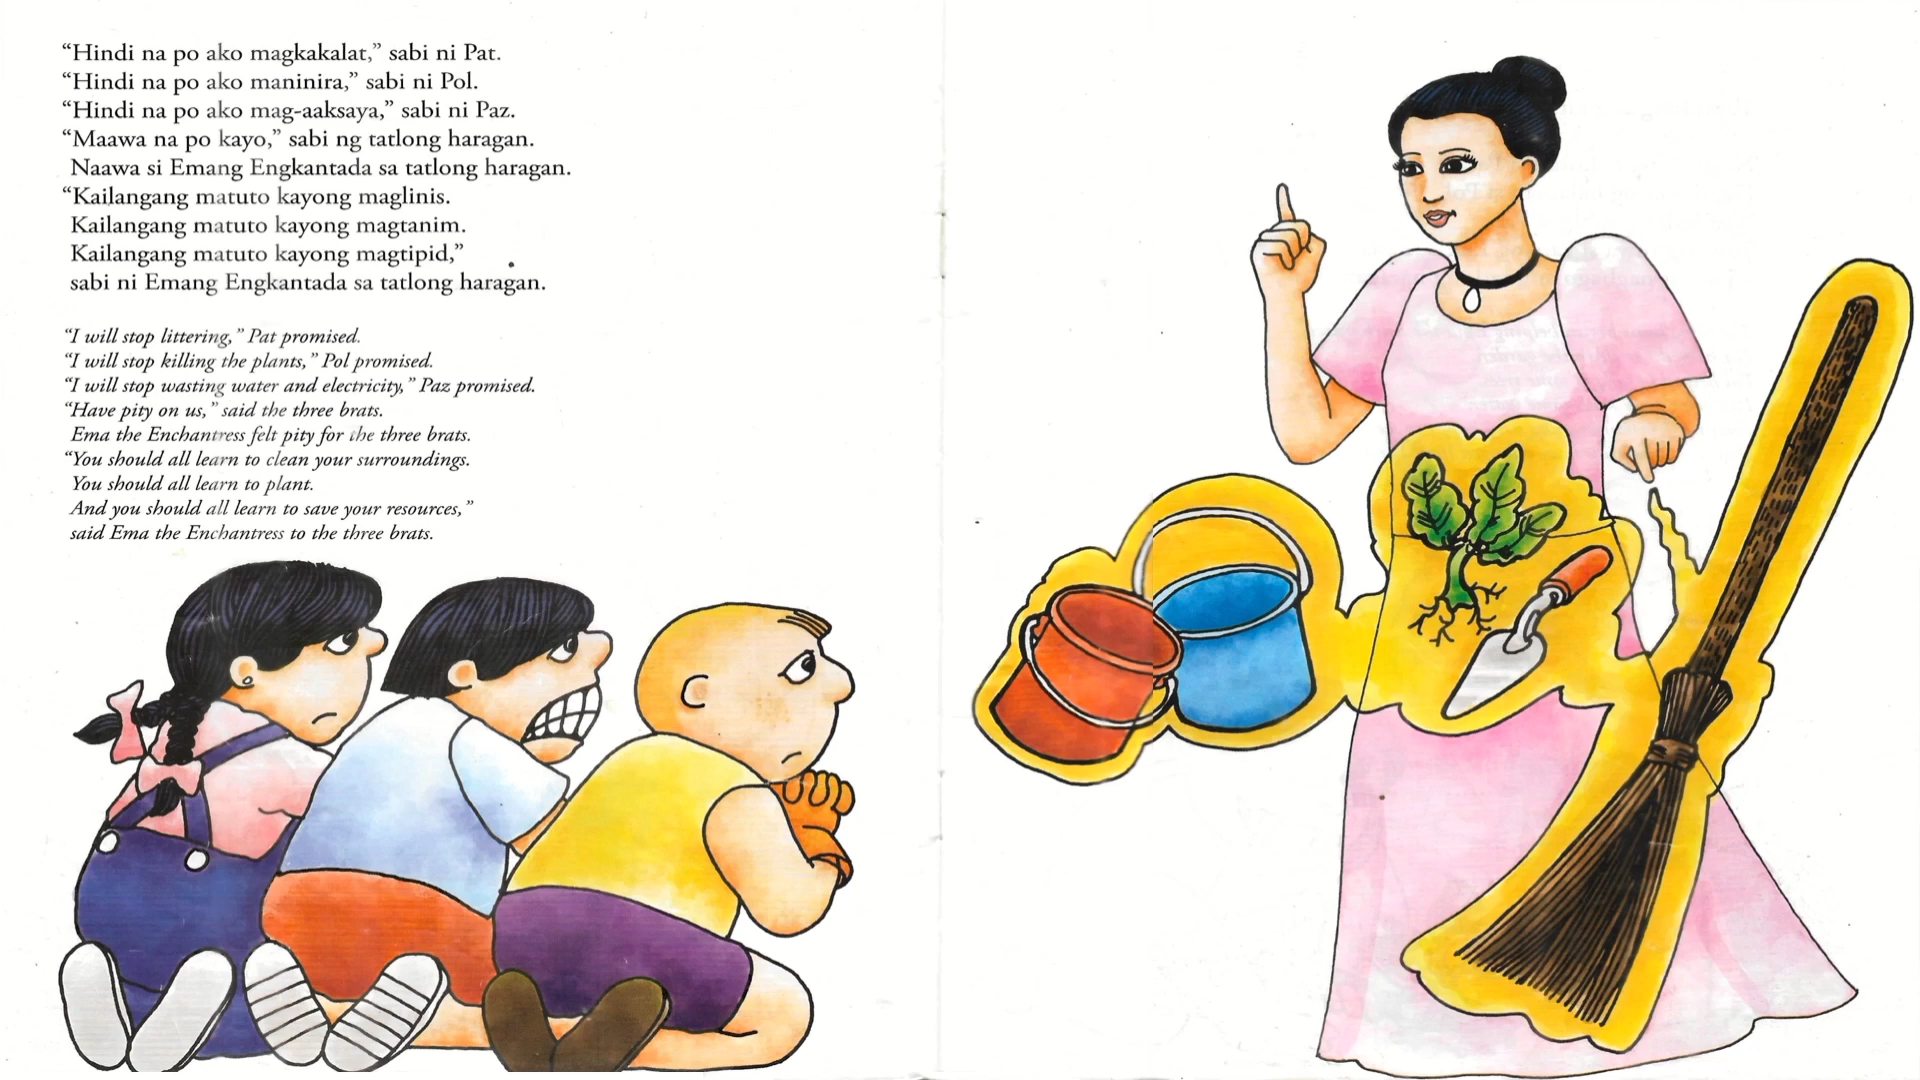 “Hindi na po ako magkakalat,” sabi ni Pat.
“Hindi na po ako maninira,” sabi ni Pol.
“Hindi na po ako mag-aaksaya,” sabi ni Paz.
“Maawa na po kayo,” sabi ng tatlong haragan.
Naawa si Emang Engkantada sa tatlong haragan.
“Kailangang matuto kayong maglinis.
Kailangang matuto kayong magtanim.
Kailangang matuto kayong magtipid,”
sabi ni Emang Engkantada sa tatlong haragan.
“I will stop littering,” Pat promised.
“I will stop killing the plants,” Pol promised.
“I will stop wasting water and electricity,” Paz promised.
“Have pity on us,” said the three brats.
Ema the Enchantress felt pity for the three brats.
“You should all learn to clean your surroundings.
You should all learn to plant.
And you should all learn to save your resources,”
said Ema the Enchantress to the three brats.